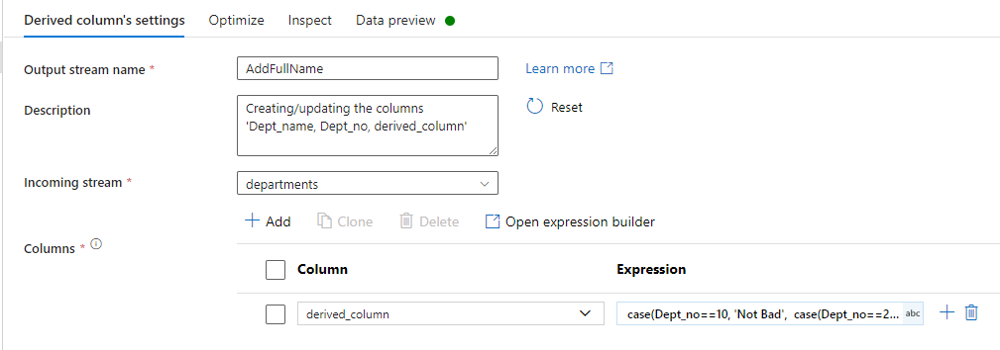 Derived column's settings Optimize Inspect Data preview
Output stream name * AddFullName Learn more
Description Creating/updating the columns
'Dept_name, Dept_no, derived_column'
Reset
Incoming stream * departments
Add Clone Delete Open expression builder
Columns *
Column Expression
derived_column case(Dept_no==10, 'Not Bad', case(Dept_no==2... abc